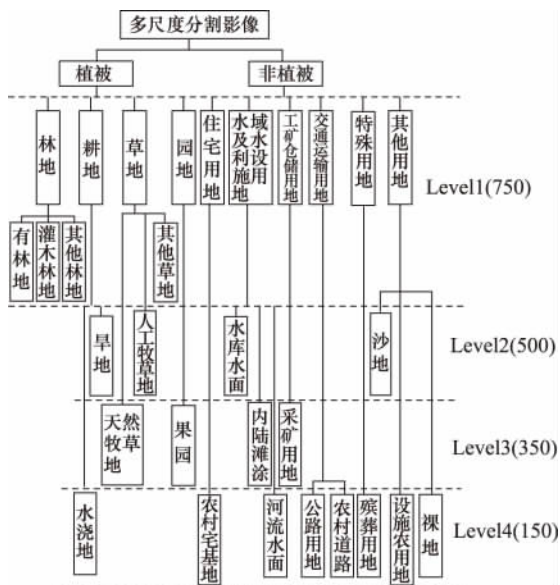 多尺度分割影像
植被
非植被
林地
耕地
草地
园地
住宅用地
水域及水利设施用地
工矿仓储用地
交通运输用地
特殊用地
其他用地
Level1(750)
有林地
灌木林地
其他林地
其他草地
旱地
人工牧草地
水库水面
沙地
Level2(500)
天然牧草地
果园
内陆滩涂
采矿用地
Level3(350)
水浇地
农村宅基地
河流水面
公路用地
农村道路
殡葬用地
设施农用地
裸地
Level4(150)